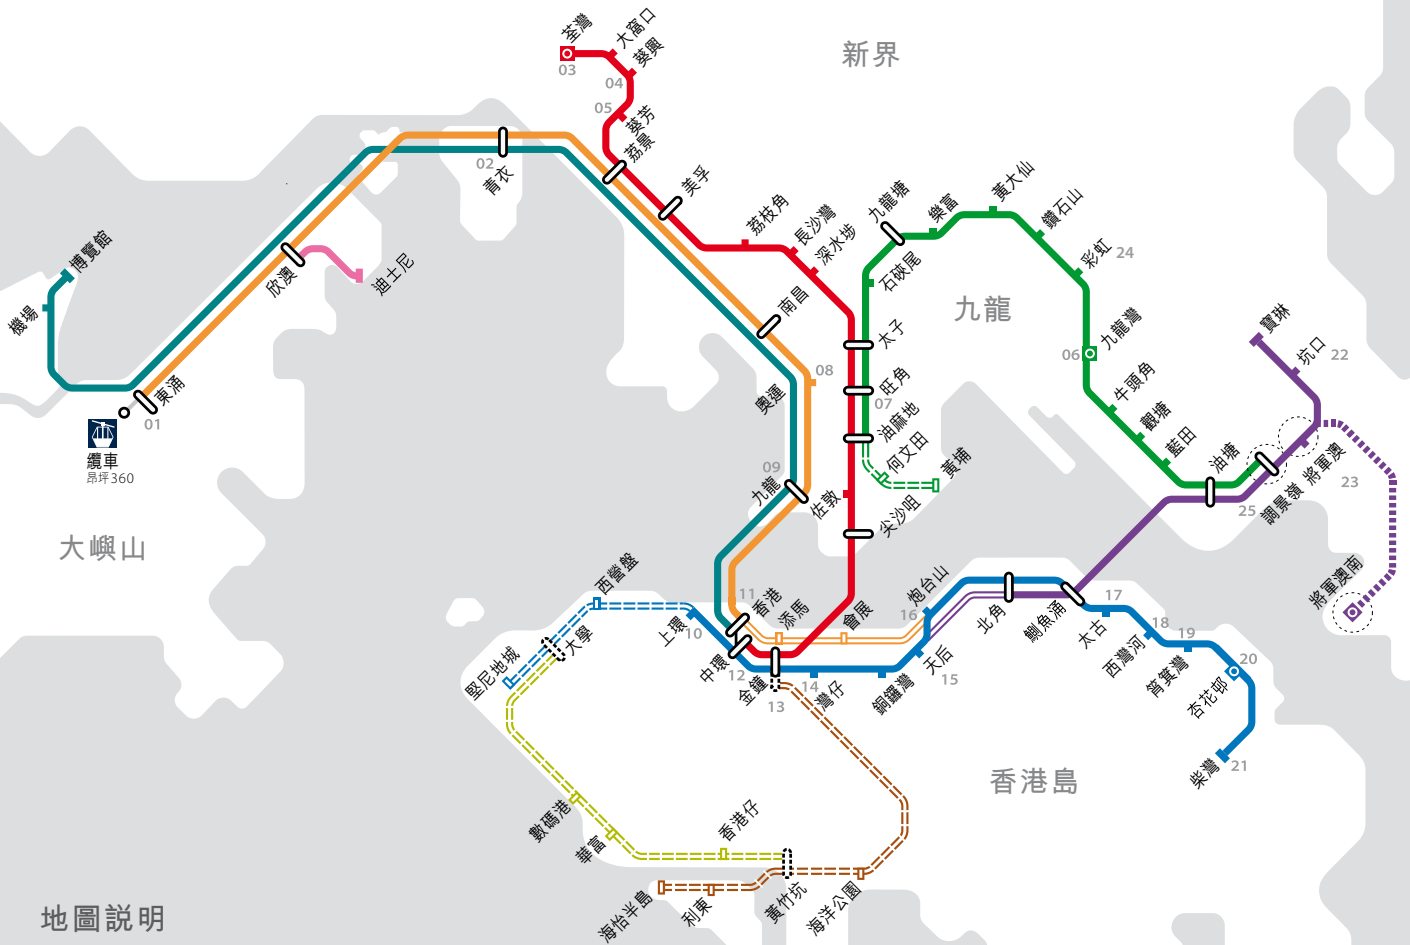 荃灣
03
大窩口
葵興
04
05
葵芳
荔景
新界
02
青衣
美孚
荔枝角
長沙灣
深水埗
九龍塘
樂富
黃大仙
鑽石山
彩虹
24
博覽館
機場
欣澳
迪士尼
石硤尾
南昌
太子
九龍
九龍灣
06
寶琳
坑口
22
08
奧運
旺角
07
油麻地
牛頭角
觀塘
藍田
東涌
01
纜車
昂坪360
何文田
黃埔
09
九龍
佐敦
尖沙咀
油塘
25
調景嶺
將軍澳
23
大嶼山
將軍澳南
西營盤
11
香港
添馬
會展
16
炮台山
北角
鰂魚涌
17
太古
18
西灣河
19
筲箕灣
20
杏花邨
柴灣
21
上環
10
大學
堅尼地城
中環
12
金鐘
13
14
灣仔
銅鑼灣
天后
15
香港島
數碼港
華富
香港仔
海怡半島
利東
黃竹坑
海洋公園
地圖説明